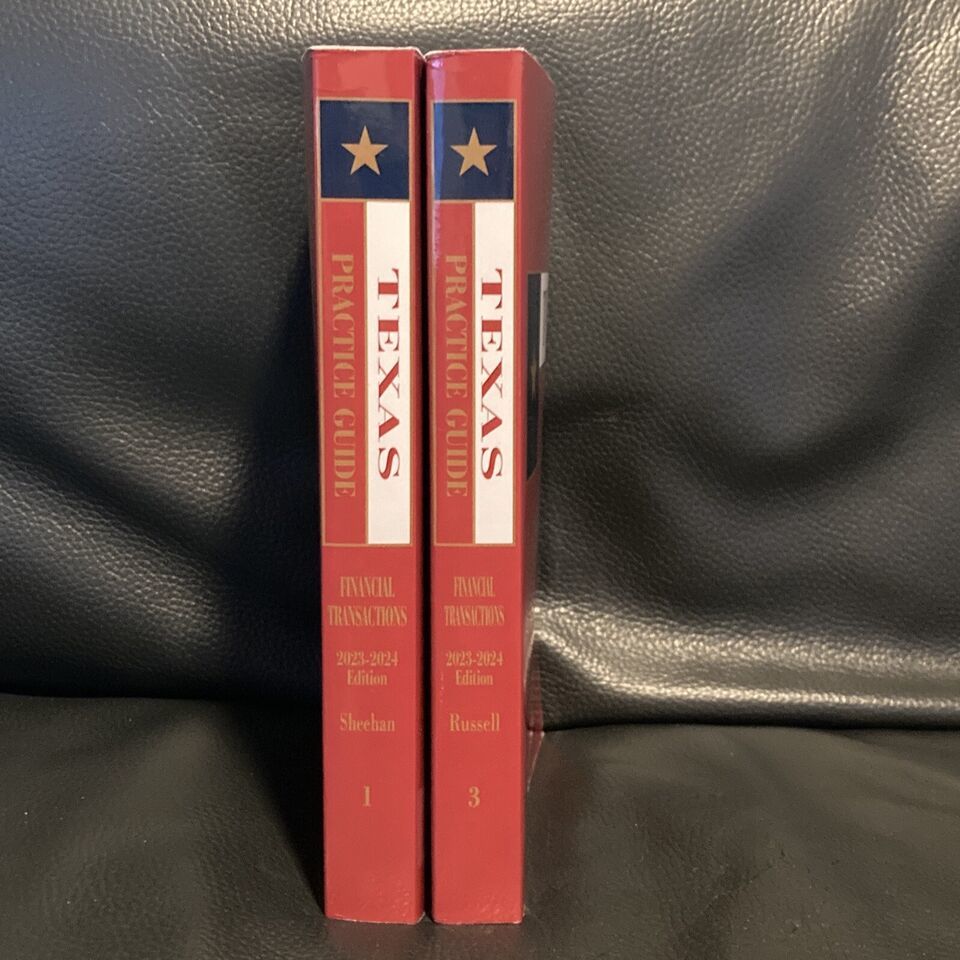 TEXAS
PRACTICE GUIDE
FINANCIAL
TRANSACTIONS
2023-2024
Edition
Sheehan
1
TEXAS
PRACTICE GUIDE
FINANCIAL
TRANSACTIONS
2023-2024
Edition
Russell
3